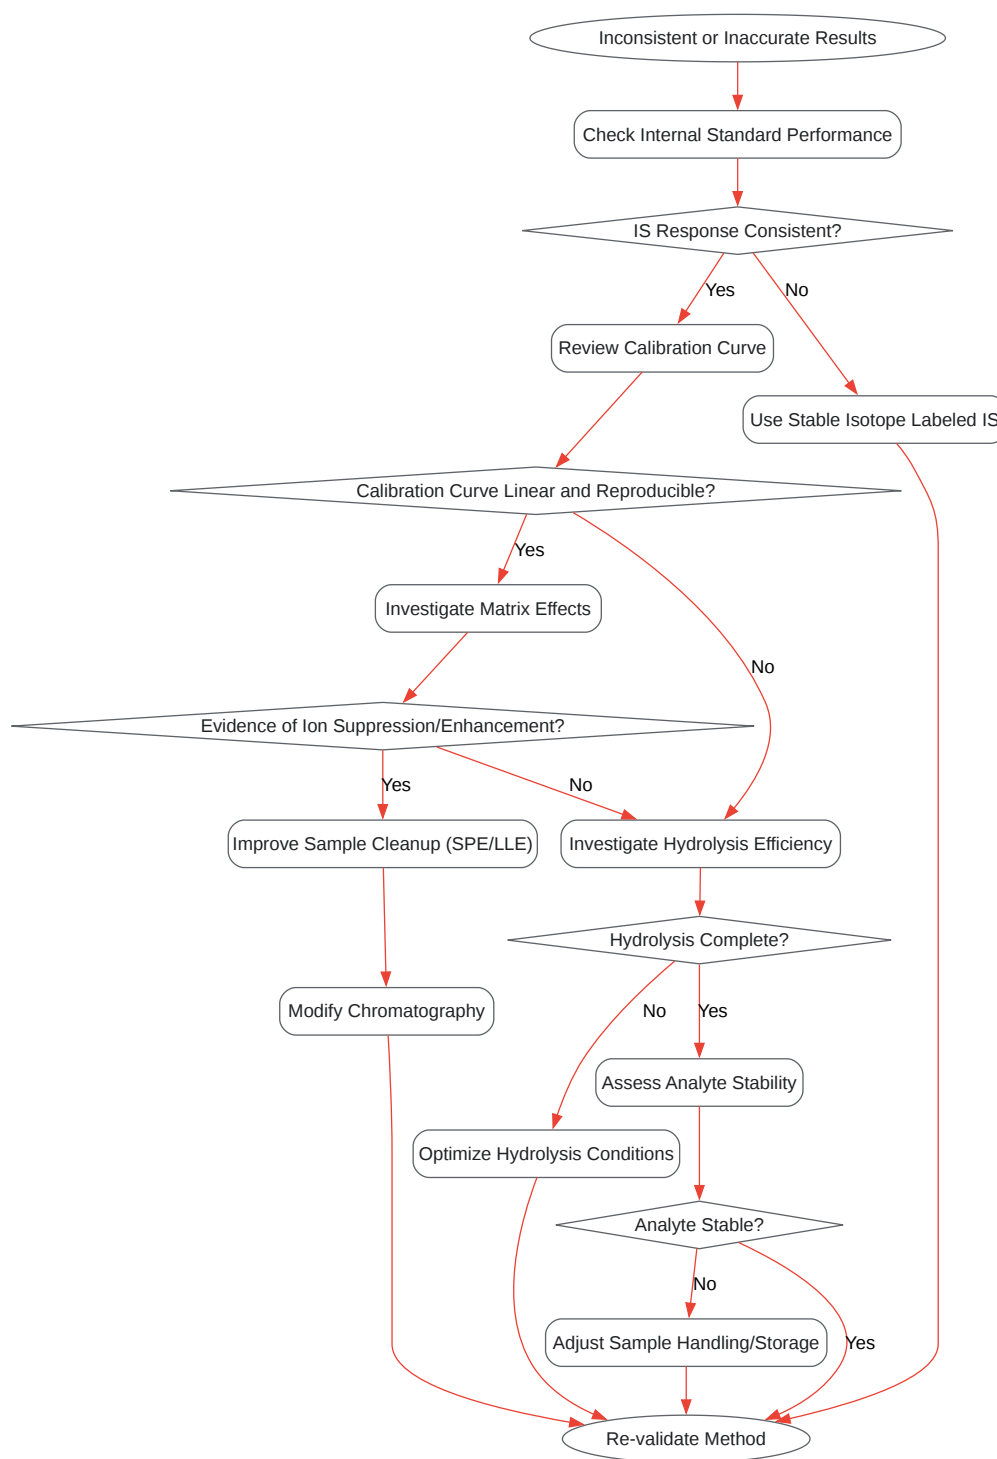 Inconsistent or Inaccurate Results
Check Internal Standard Performance
IS Response Consistent?
Yes
No
Review Calibration Curve
Use Stable Isotope Labeled IS
Calibration Curve Linear and Reproducible?
Yes
Investigate Matrix Effects
No
Evidence of Ion Suppression/Enhancement?
Yes
No
Improve Sample Cleanup (SPE/LLE)
Investigate Hydrolysis Efficiency
Hydrolysis Complete?
Modify Chromatography
No
Yes
Assess Analyte Stability
Optimize Hydrolysis Conditions
Analyte Stable?
No
Adjust Sample Handling/Storage
Yes
Re-validate Method